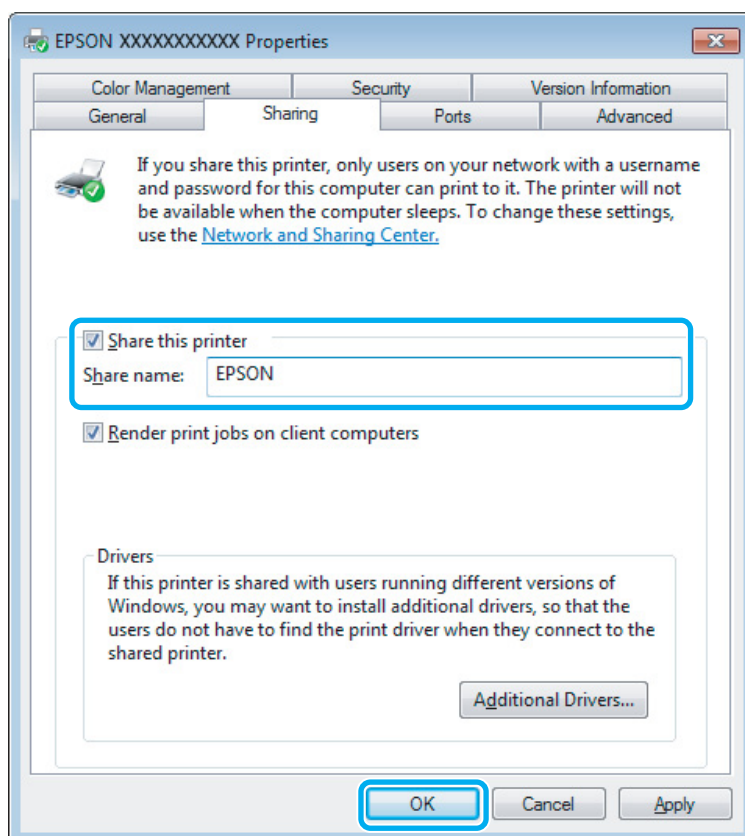 EPSON XXXXXXXXXXX Properties
Color Management Security Version Information
General Sharing Ports Advanced
If you share this printer, only users on your network with a username
and password for this computer can print to it. The printer will not
be available when the computer sleeps. To change these settings,
use the Network and Sharing Center.
Share this printer
Share name: EPSON
Render print jobs on client computers
Drivers
If this printer is shared with users running different versions of
Windows, you may want to install additional drivers, so that the
users do not have to find the print driver when they connect to the
shared printer.
Additional Drivers...
OK Cancel Apply